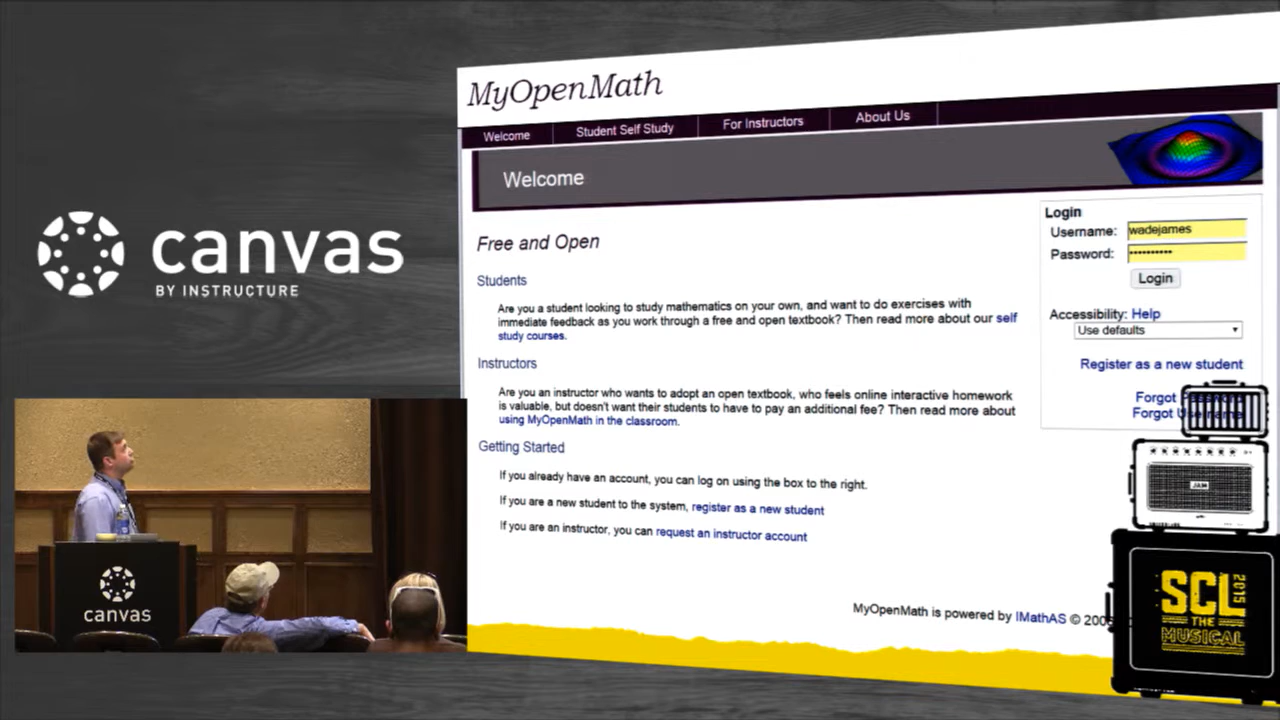 canvas
BY INSTRUCTURE
MyOpenMath
Welcome
Student Self Study
For Instructors
About Us
Welcome
Free and Open
Students
Are you a student looking to study mathematics on your own, and want to do exercises with
immediate feedback as you work through a free and open textbook? Then read more about our self
study courses.
Instructors
Are you an instructor who wants to adopt an open textbook, who feels online interactive homework
is valuable, but doesn't want their students to have to pay an additional fee? Then read more about
using MyOpenMath in the classroom.
Getting Started
If you already have an account, you can log on using the box to the right.
If you are a new student to the system, register as a new student
If you are an instructor, you can request an instructor account
Login
Username: wadejames
Password: ••••••••••
Login
Accessibility: Help
Use defaults
Register as a new student
Forgot
Forgot
MyOpenMath is powered by IMathAS ©
JAM
SCL 2015
THE
MUSICAL
canvas